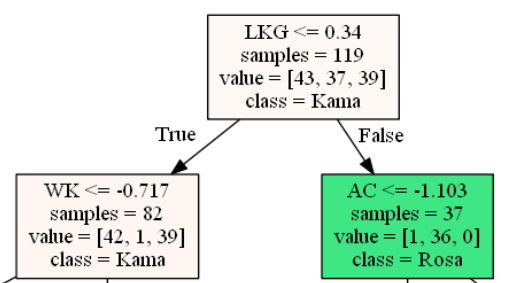 LKG <= 0.34
samples = 119
value = [43, 37, 39]
class = Kama
True
False
WK <= -0.717
samples = 82
value = [42, 1, 39]
class = Kama
AC <= -1.103
samples = 37
value = [1, 36, 0]
class = Rosa